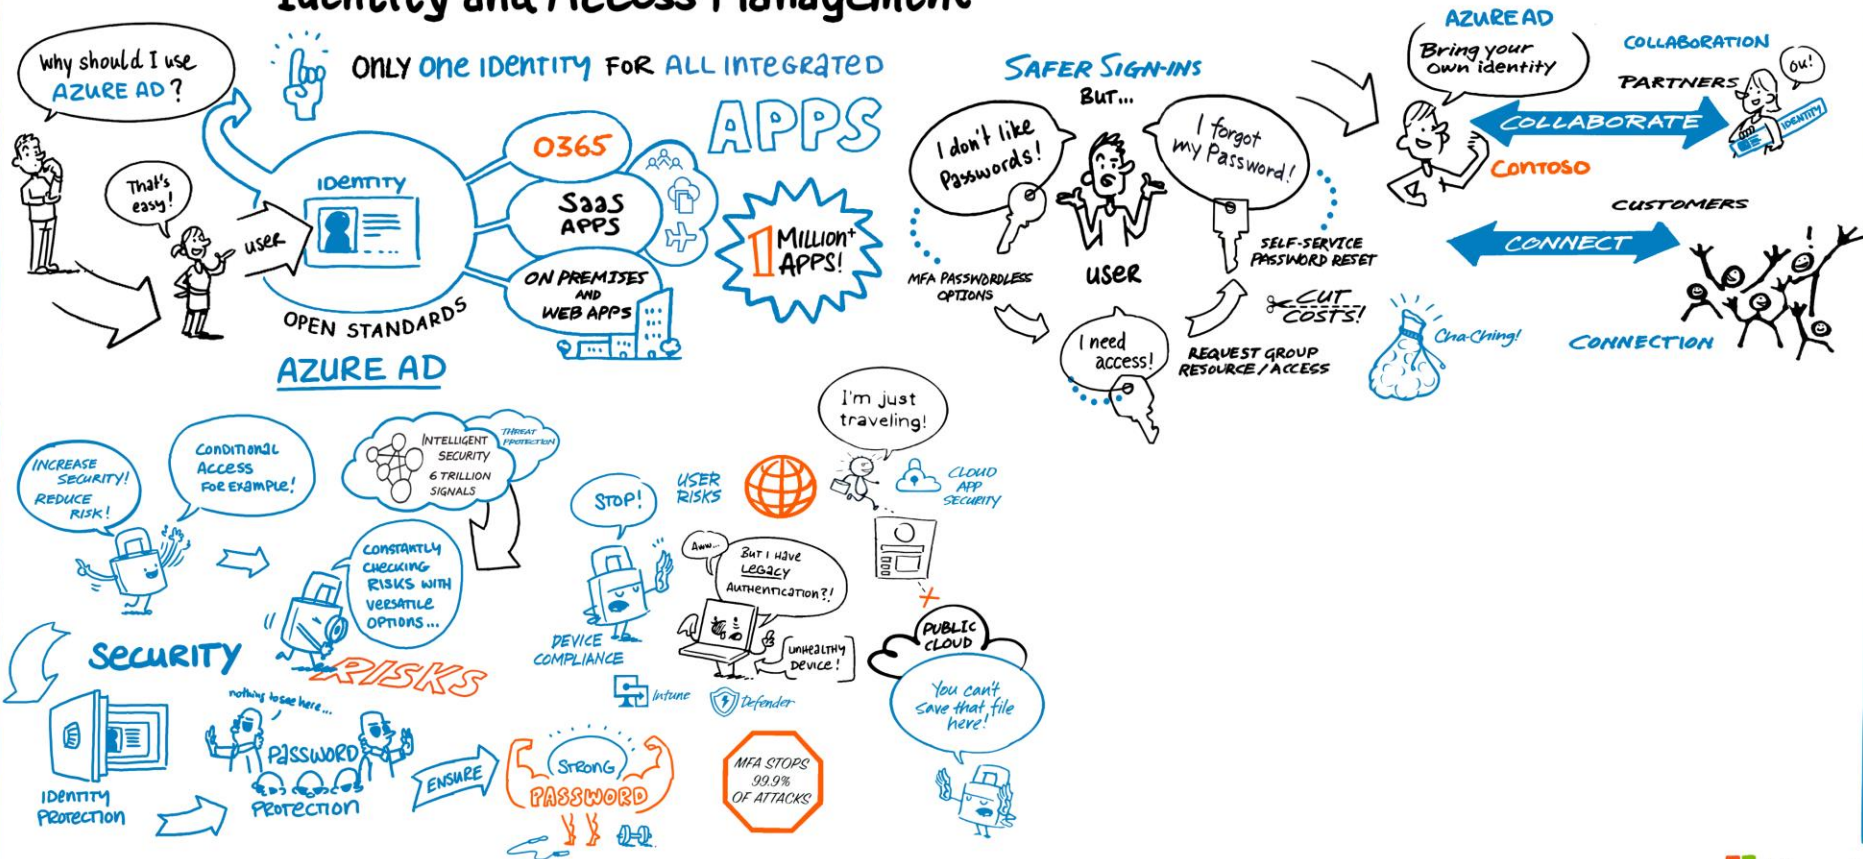 Identity and Access Management
Why should I use
AZURE AD?
That's
easy!
user
ONLY one IDENTITY FOR ALL INTEGRATED
APPS
IDENTITY
OPEN STANDARDS
AZURE AD
O365
SaaS
APPS
ON PREMISES
AND
WEB APPS
1 MILLION+
APPS!
SAFER SIGN-INS
BUT...
I don't like
Passwords!
I forgot
my Password!
MFA PASSWORDLESS
OPTIONS
user
SELF-SERVICE
PASSWORD RESET
I need
access!
CUT
COSTS!
REQUEST GROUP
RESOURCE/ACCESS
AZURE AD
Bring your
own identity
COLLABORATION
PARTNERS
OU!
COLLABORATE
IDENTITY
CONTOSO
CUSTOMERS
CONNECT
!
Cha-Ching!
CONNECTION
INCREASE
SECURITY!
REDUCE
RISK!
CONDITIONAL
ACCESS
FOR EXAMPLE!
INTELLIGENT
SECURITY
6 TRILLION
SIGNALS
THREAT
PROTECTION
CONSTANTLY
CHECKING
RISKS WITH
VERSATILE
OPTIONS...
SECURITY
RISKS
STOP!
USER
RISKS
DEVICE
COMPLIANCE
Aww...
BUT I HAVE
LEGACY
AUTHENTICATION?!
UNHEALTHY
DEVICE!
Intune
Defender
I'm just
traveling!
CLOUD
APP
SECURITY
PUBLIC
CLOUD
You can't
save that file
here!
IDENTITY
PROTECTION
nothing to see here...
PASSWORD
PROTECTION
ENSURE
STRONG
PASSWORD
MFA STOPS
99.9%
OF ATTACKS